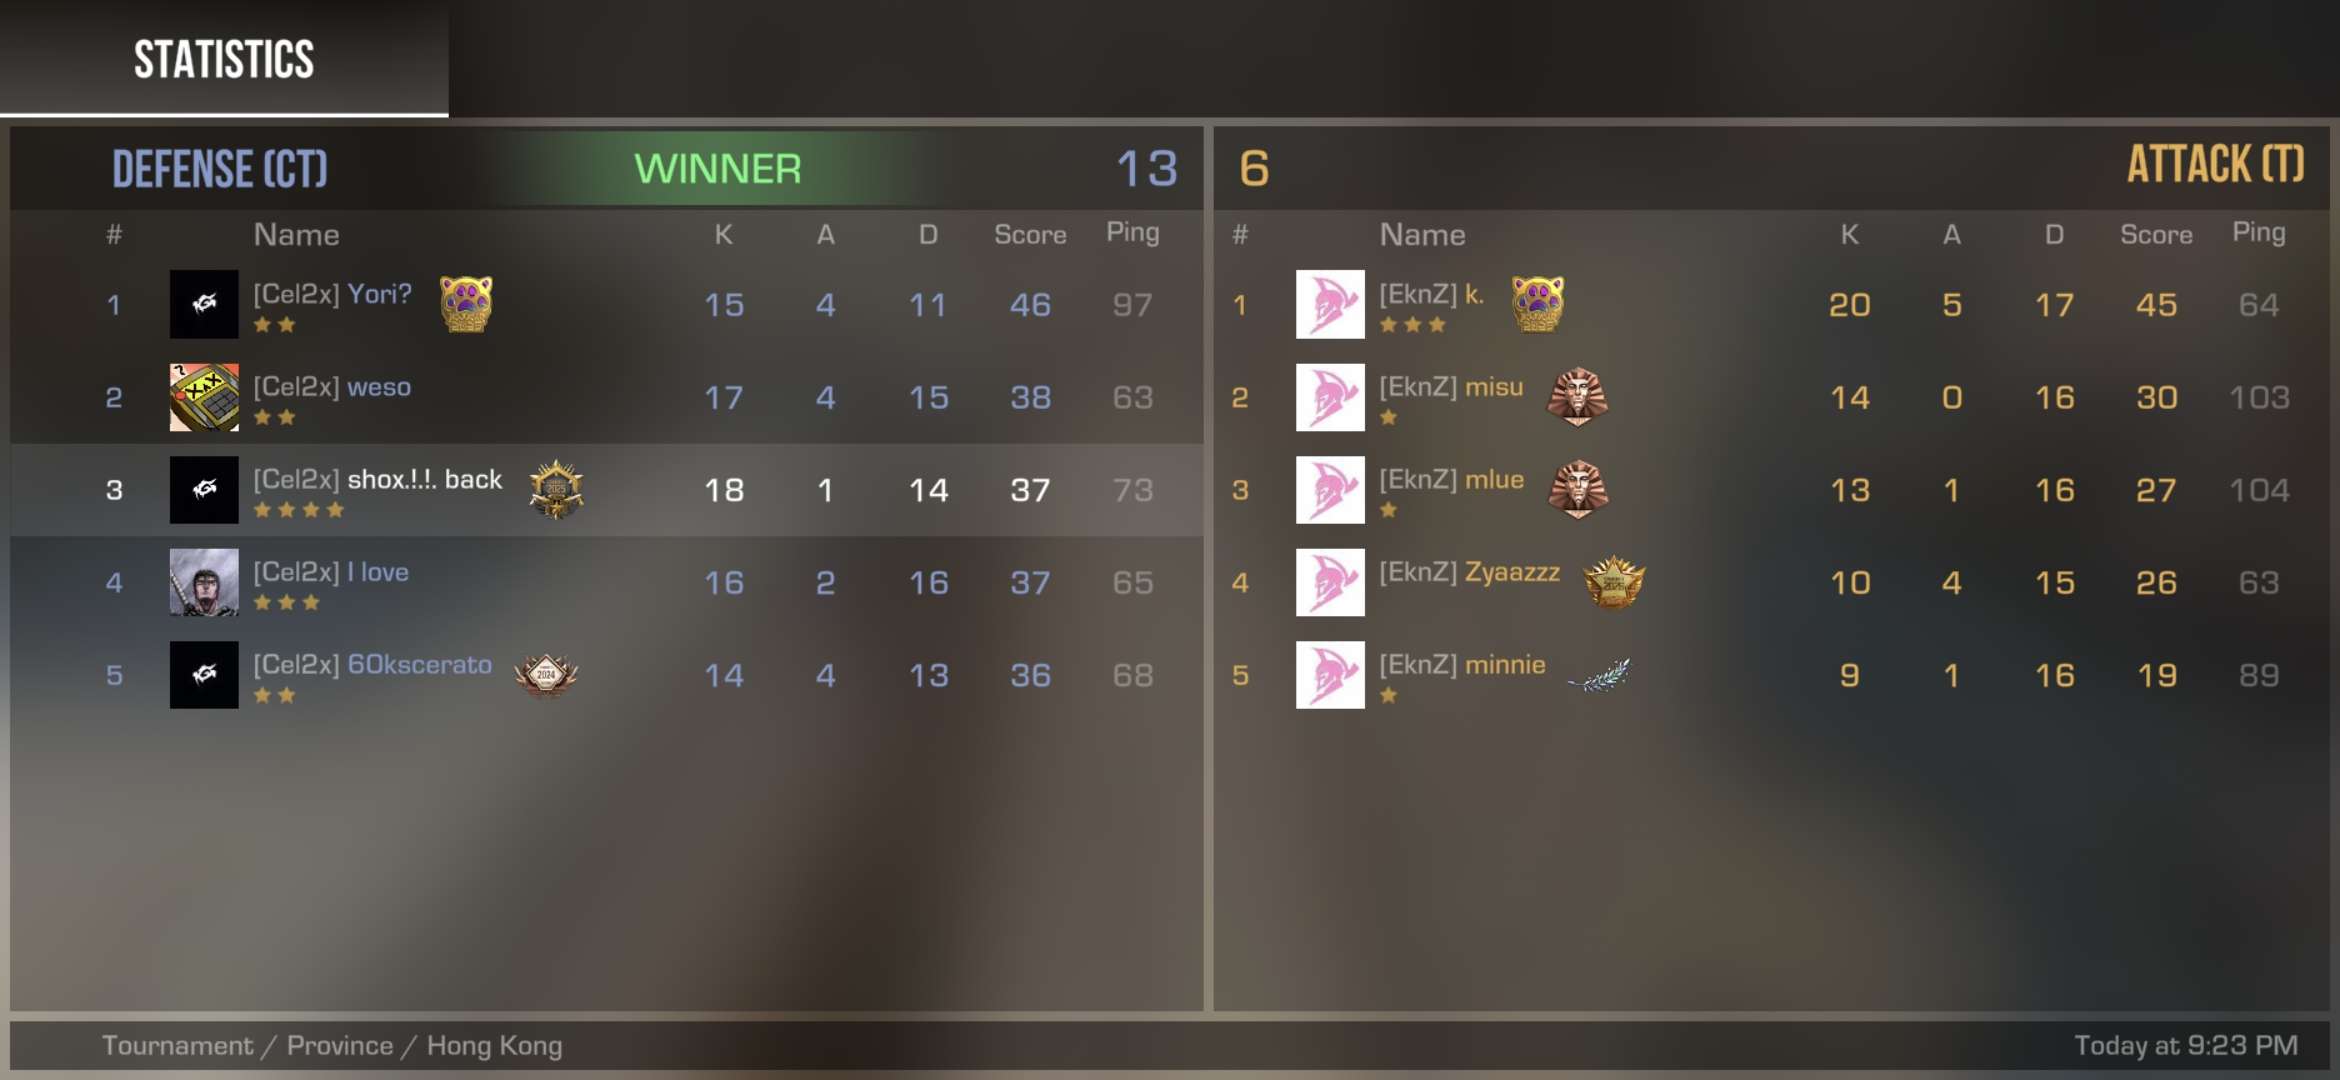 STATISTICS
DEFENSE (CT) WINNER 13
# Name K A D Score Ping
1 [Cel2x] Yori? 15 4 11 46 97
2 [Cel2x] weso 17 4 15 38 63
3 [Cel2x] shox.!.!. back 18 1 14 37 73
4 [Cel2x] I love 16 2 16 37 65
5 [Cel2x] 60kscerato 14 4 13 36 68
6 ATTACK (T)
# Name K A D Score Ping
1 [EknZ] k. 20 5 17 45 64
2 [EknZ] misu 14 0 16 30 103
3 [EknZ] mlue 13 1 16 27 104
4 [EknZ] Zyaazzz 10 4 15 26 63
5 [EknZ] minnie 9 1 16 19 89
2025
2024
Tournament / Province / Hong Kong
Today at 9:23 PM